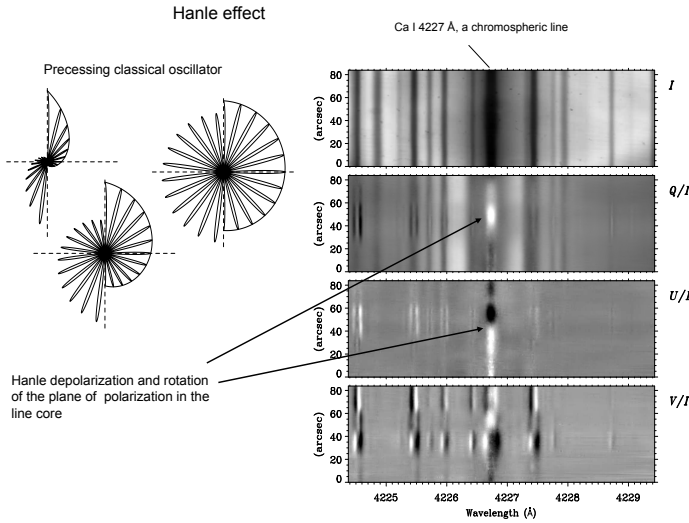 Hanle effect
Ca I 4227 Å, a chromospheric line
Precessing classical oscillator
80
60
40
20
0
(arcsec)
I
80
60
40
20
0
(arcsec)
Q/I
80
60
40
20
0
(arcsec)
U/I
Hanle depolarization and rotation
of the plane of polarization in the
line core
80
60
40
20
0
(arcsec)
V/I
4225 4226 4227 4228 4229
Wavelength (Å)